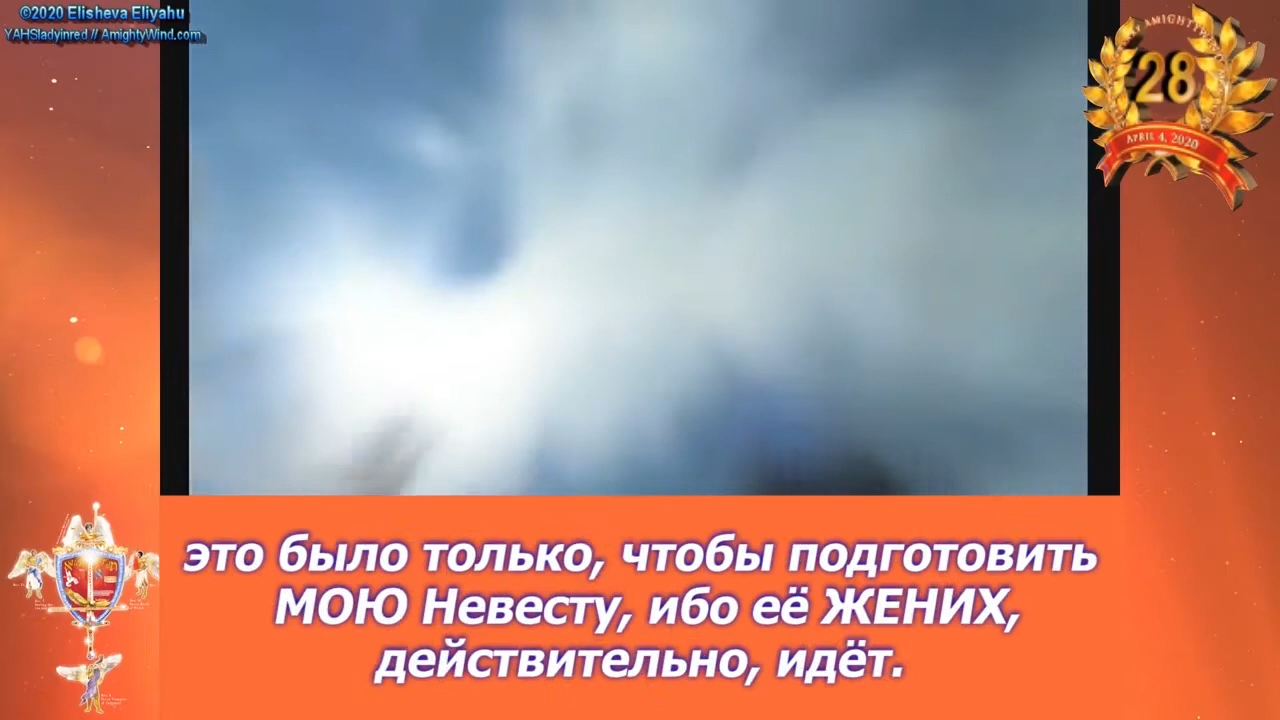 ©2020 Elisheva Eliyahu
YAHSladyinred // AmightyWind.com
28
APRIL 4, 2020
это было только, чтобы подготовить
МОЮ Невесту, ибо её ЖЕНИХ,
действительно, идёт.